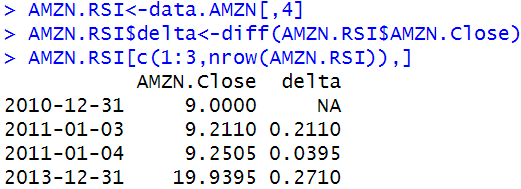 > AMZN.RSI<-data.AMZN[,4]
> AMZN.RSI$delta<-diff(AMZN.RSI$AMZN.Close)
> AMZN.RSI[c(1:3,nrow(AMZN.RSI)),]
           AMZN.Close  delta
2010-12-31     9.0000     NA
2011-01-03     9.2110 0.2110
2011-01-04     9.2505 0.0395
2013-12-31    19.9395 0.2710